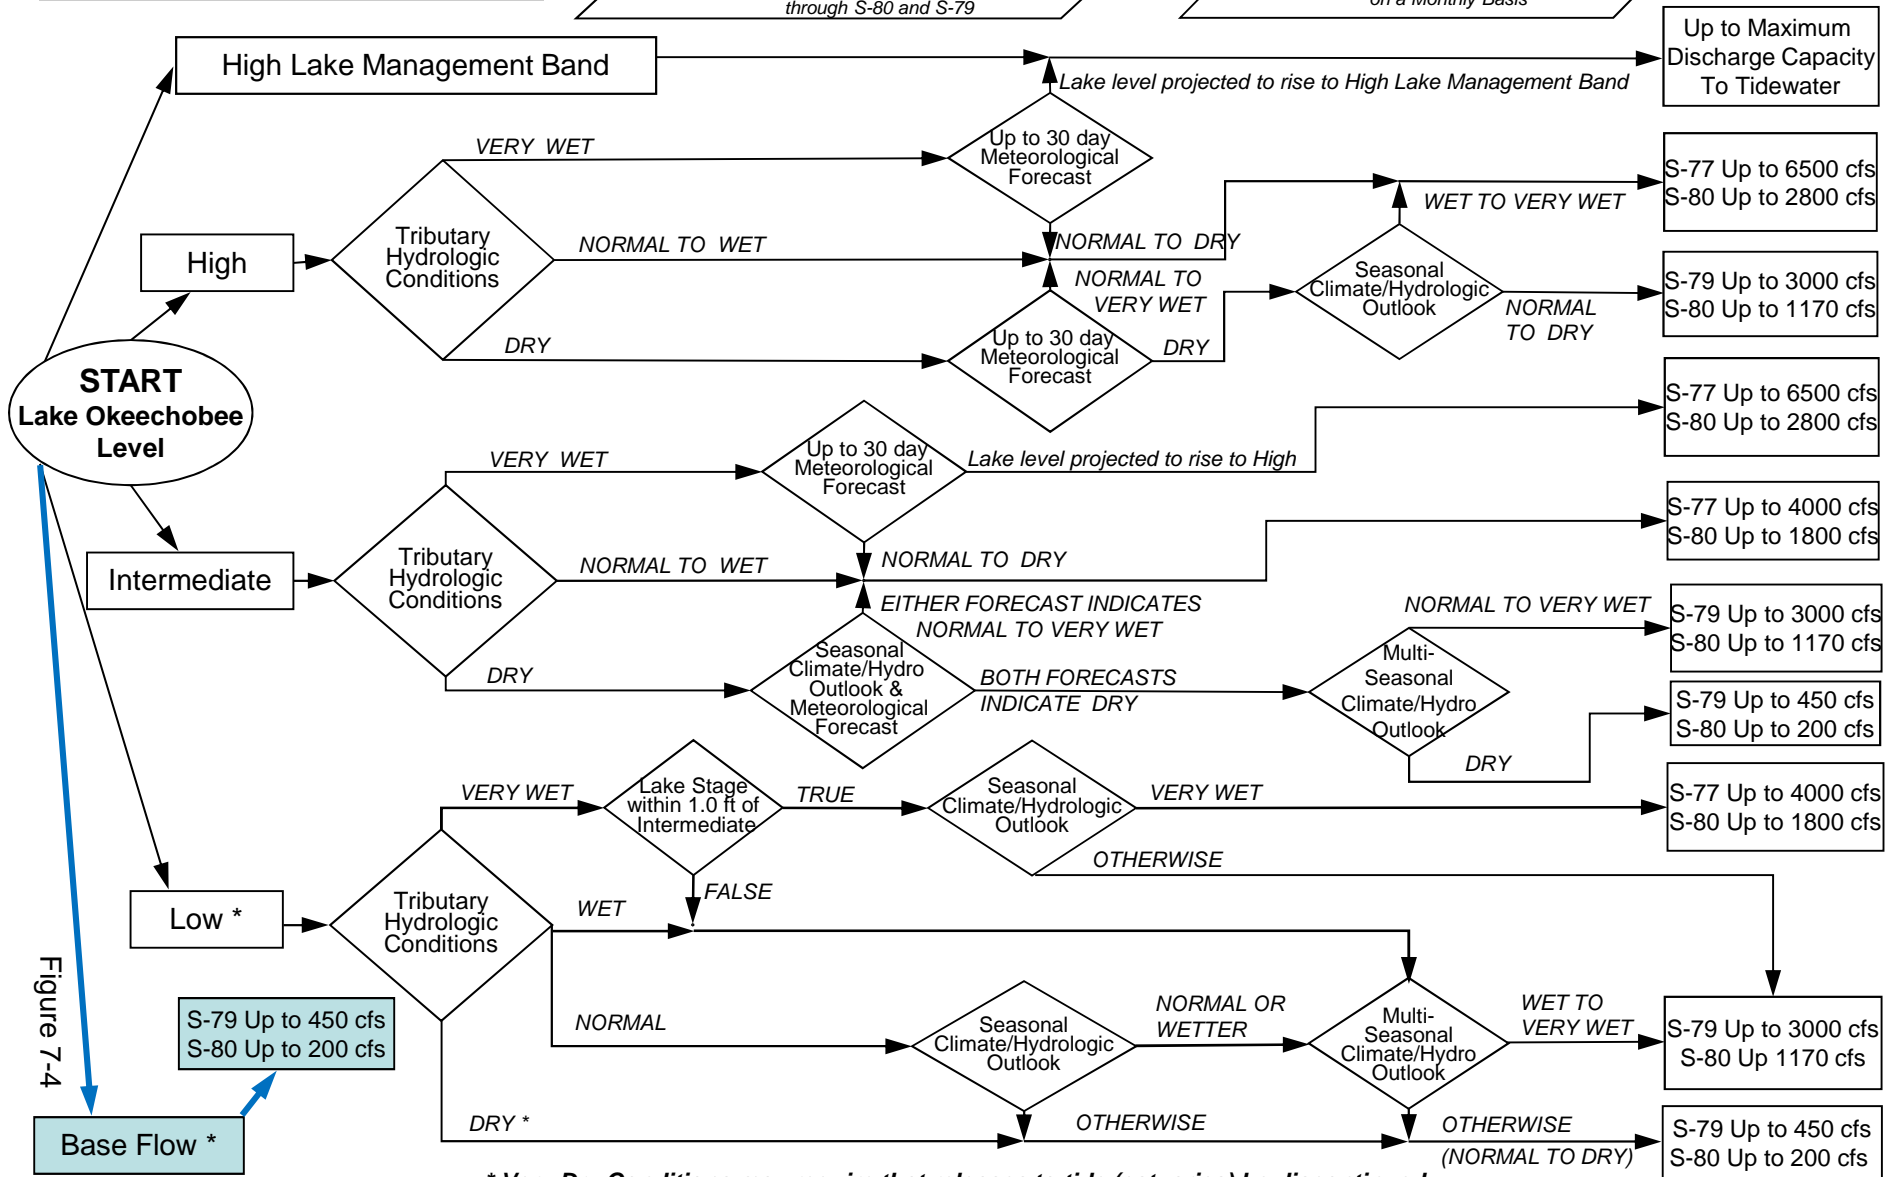 through S-80 and S-79
on a Monthly Basis
High Lake Management Band
Lake level projected to rise to High Lake Management Band
Up to Maximum
Discharge Capacity
To Tidewater
VERY WET
Up to 30 day
Meteorological
Forecast
S-77 Up to 6500 cfs
S-80 Up to 2800 cfs
WET TO VERY WET
High
Tributary
Hydrologic
Conditions
NORMAL TO WET
NORMAL TO DRY
NORMAL TO
VERY WET
Seasonal
Climate/Hydrologic
Outlook
NORMAL
TO DRY
S-79 Up to 3000 cfs
S-80 Up to 1170 cfs
DRY
Up to 30 day
Meteorological
Forecast
DRY
START
Lake Okeechobee
Level
S-77 Up to 6500 cfs
S-80 Up to 2800 cfs
VERY WET
Up to 30 day
Meteorological
Forecast
Lake level projected to rise to High
S-77 Up to 4000 cfs
S-80 Up to 1800 cfs
Intermediate
Tributary
Hydrologic
Conditions
NORMAL TO WET
NORMAL TO DRY
EITHER FORECAST INDICATES
NORMAL TO VERY WET
NORMAL TO VERY WET
S-79 Up to 3000 cfs
S-80 Up to 1170 cfs
DRY
Seasonal
Climate/Hydro
Outlook &
Meteorological
Forecast
BOTH FORECASTS
INDICATE DRY
Multi-
Seasonal
Climate/Hydro
Outlook
DRY
S-79 Up to 450 cfs
S-80 Up to 200 cfs
VERY WET
Lake Stage
within 1.0 ft of
Intermediate
TRUE
Seasonal
Climate/Hydrologic
Outlook
VERY WET
S-77 Up to 4000 cfs
S-80 Up to 1800 cfs
OTHERWISE
FALSE
Low *
Tributary
Hydrologic
Conditions
WET
NORMAL
Seasonal
Climate/Hydrologic
Outlook
NORMAL OR
WETTER
Multi-
Seasonal
Climate/Hydro
Outlook
WET TO
VERY WET
S-79 Up to 3000 cfs
S-80 Up 1170 cfs
Figure 7-4
S-79 Up to 450 cfs
S-80 Up to 200 cfs
Base Flow *
DRY *
OTHERWISE
OTHERWISE
(NORMAL TO DRY)
S-79 Up to 450 cfs
S-80 Up to 200 cfs